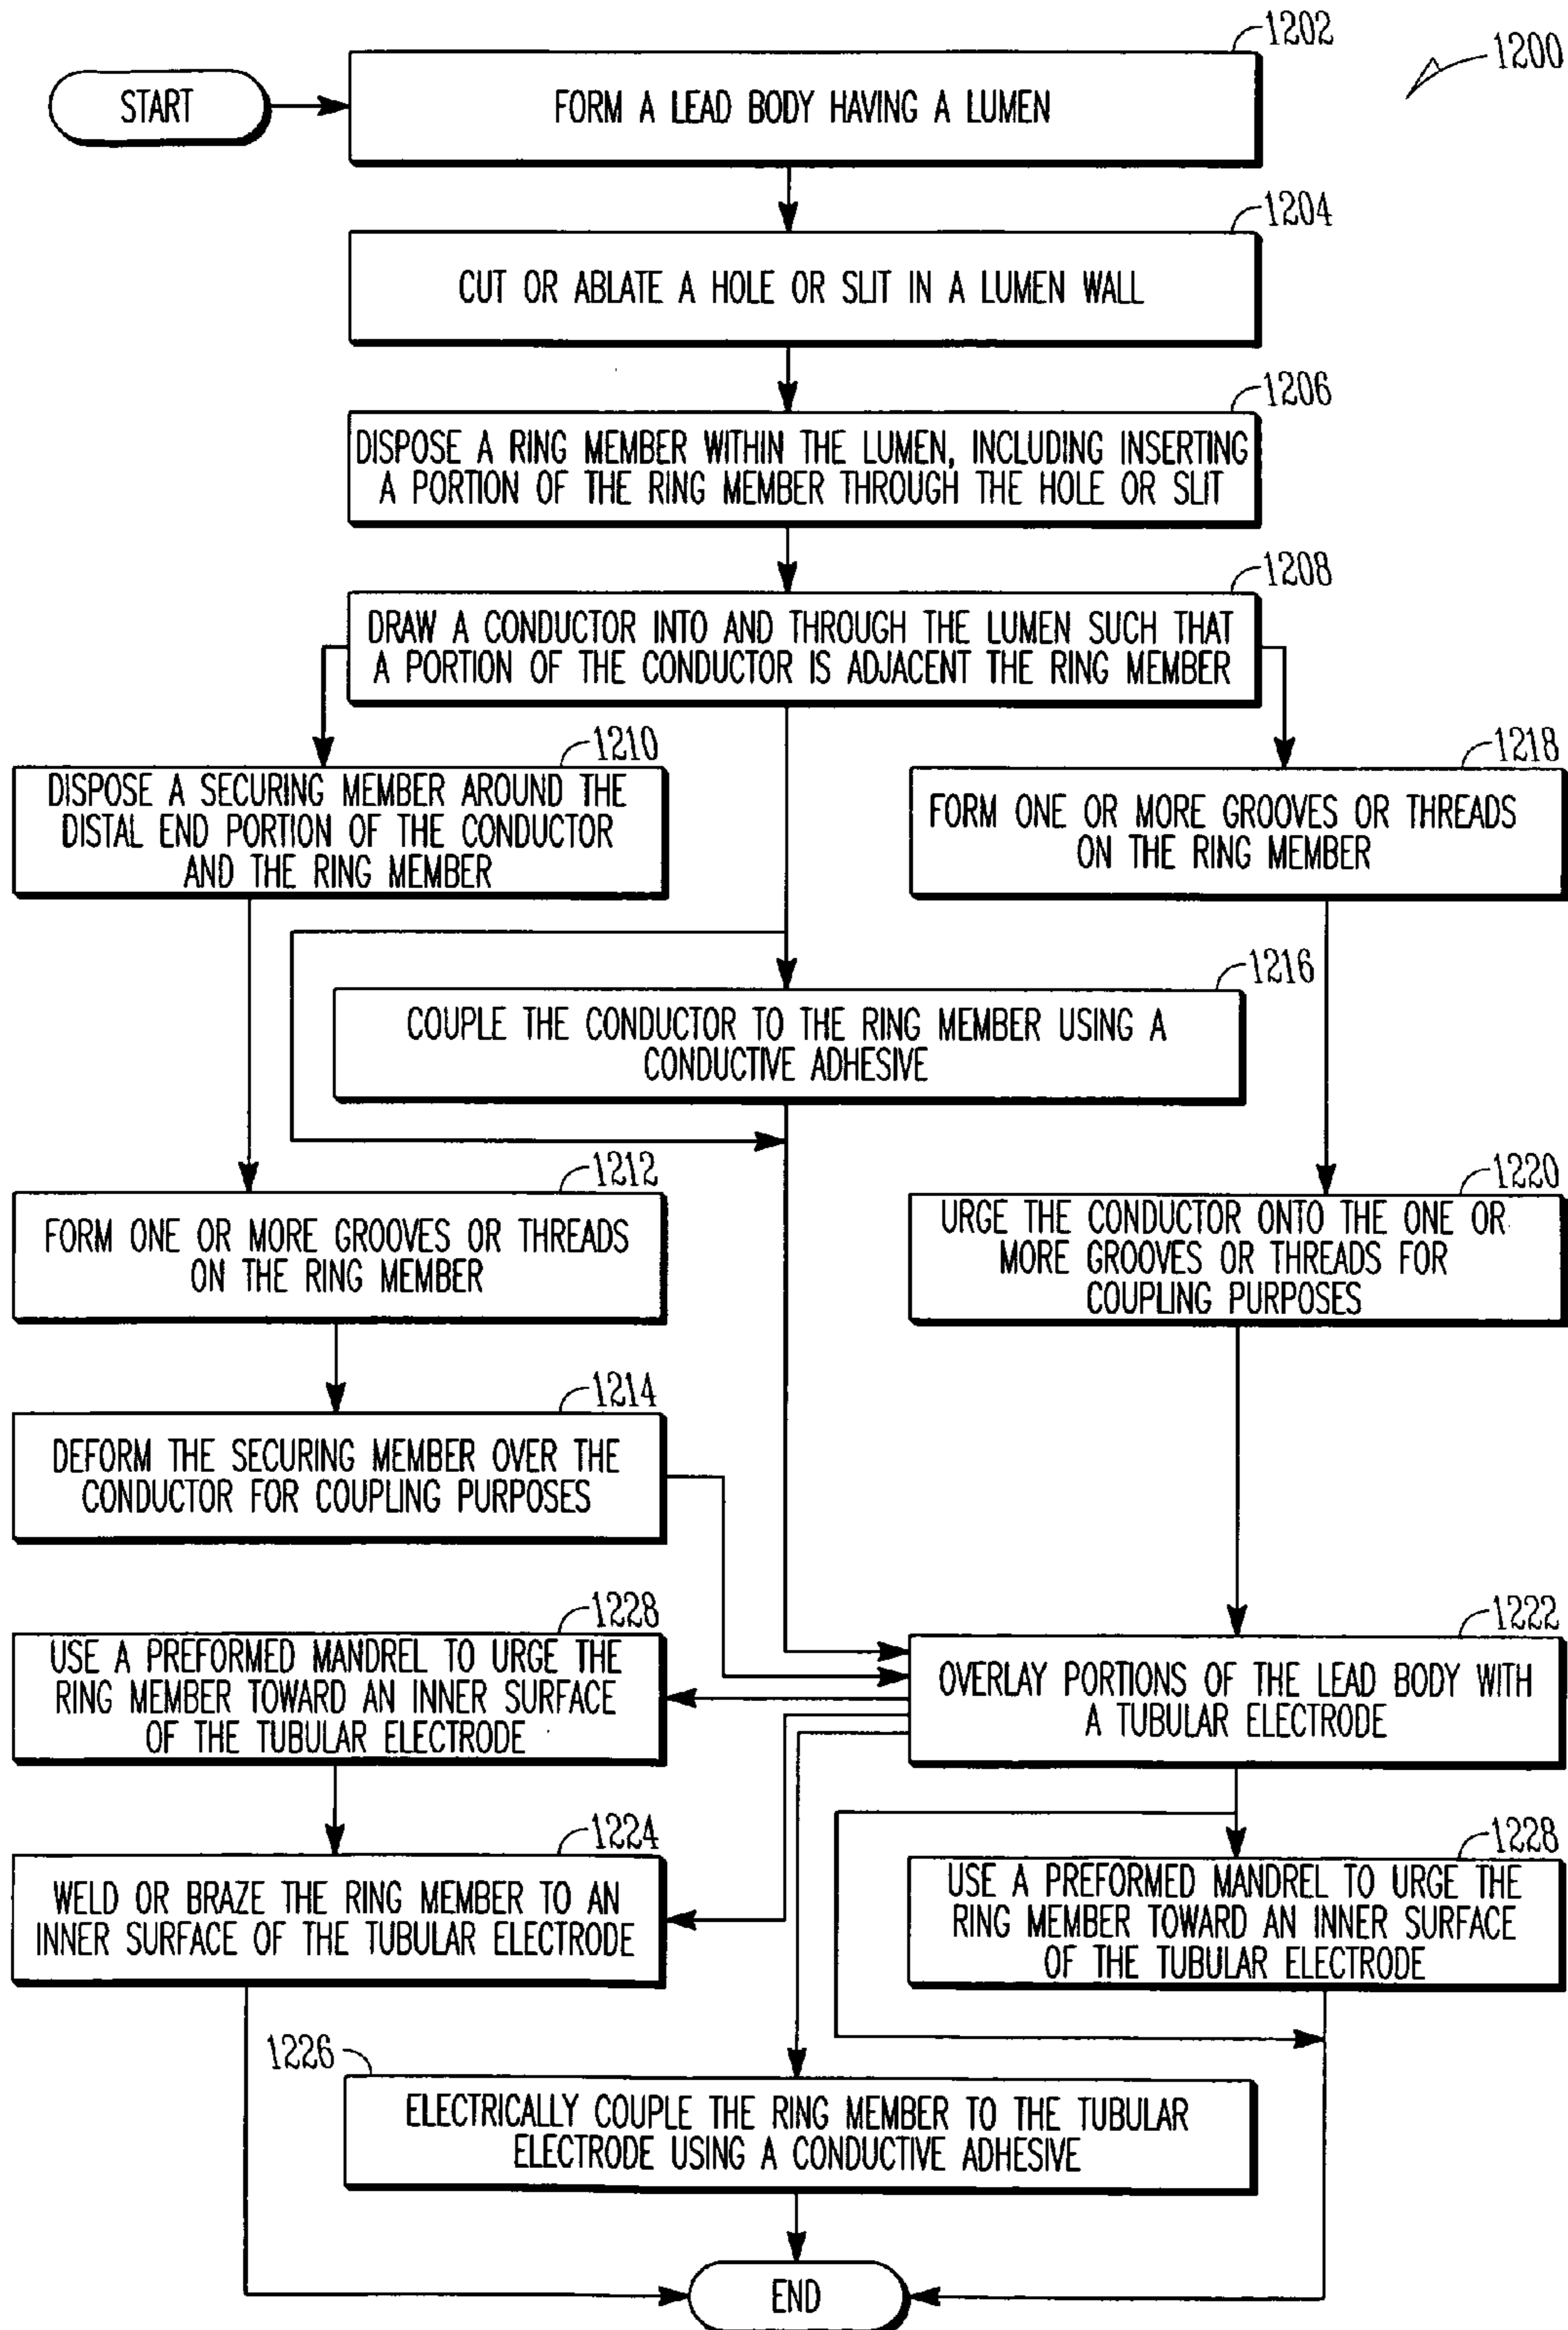 1200
START
1202
FORM A LEAD BODY HAVING A LUMEN
1204
CUT OR ABLATE A HOLE OR SLIT IN A LUMEN WALL
1206
DISPOSE A RING MEMBER WITHIN THE LUMEN, INCLUDING INSERTING
A PORTION OF THE RING MEMBER THROUGH THE HOLE OR SLIT
1208
DRAW A CONDUCTOR INTO AND THROUGH THE LUMEN SUCH THAT
A PORTION OF THE CONDUCTOR IS ADJACENT THE RING MEMBER
1210
DISPOSE A SECURING MEMBER AROUND THE
DISTAL END PORTION OF THE CONDUCTOR
AND THE RING MEMBER
1218
FORM ONE OR MORE GROOVES OR THREADS
ON THE RING MEMBER
1216
COUPLE THE CONDUCTOR TO THE RING MEMBER USING A
CONDUCTIVE ADHESIVE
1212
FORM ONE OR MORE GROOVES OR THREADS
ON THE RING MEMBER
1220
URGE THE CONDUCTOR ONTO THE ONE OR
MORE GROOVES OR THREADS FOR
COUPLING PURPOSES
1214
DEFORM THE SECURING MEMBER OVER THE
CONDUCTOR FOR COUPLING PURPOSES
1228
USE A PREFORMED MANDREL TO URGE THE
RING MEMBER TOWARD AN INNER SURFACE
OF THE TUBULAR ELECTRODE
1222
OVERLAY PORTIONS OF THE LEAD BODY WITH
A TUBULAR ELECTRODE
1224
WELD OR BRAZE THE RING MEMBER TO AN
INNER SURFACE OF THE TUBULAR ELECTRODE
1228
USE A PREFORMED MANDREL TO URGE THE
RING MEMBER TOWARD AN INNER SURFACE
OF THE TUBULAR ELECTRODE
1226
ELECTRICALLY COUPLE THE RING MEMBER TO THE TUBULAR
ELECTRODE USING A CONDUCTIVE ADHESIVE
END